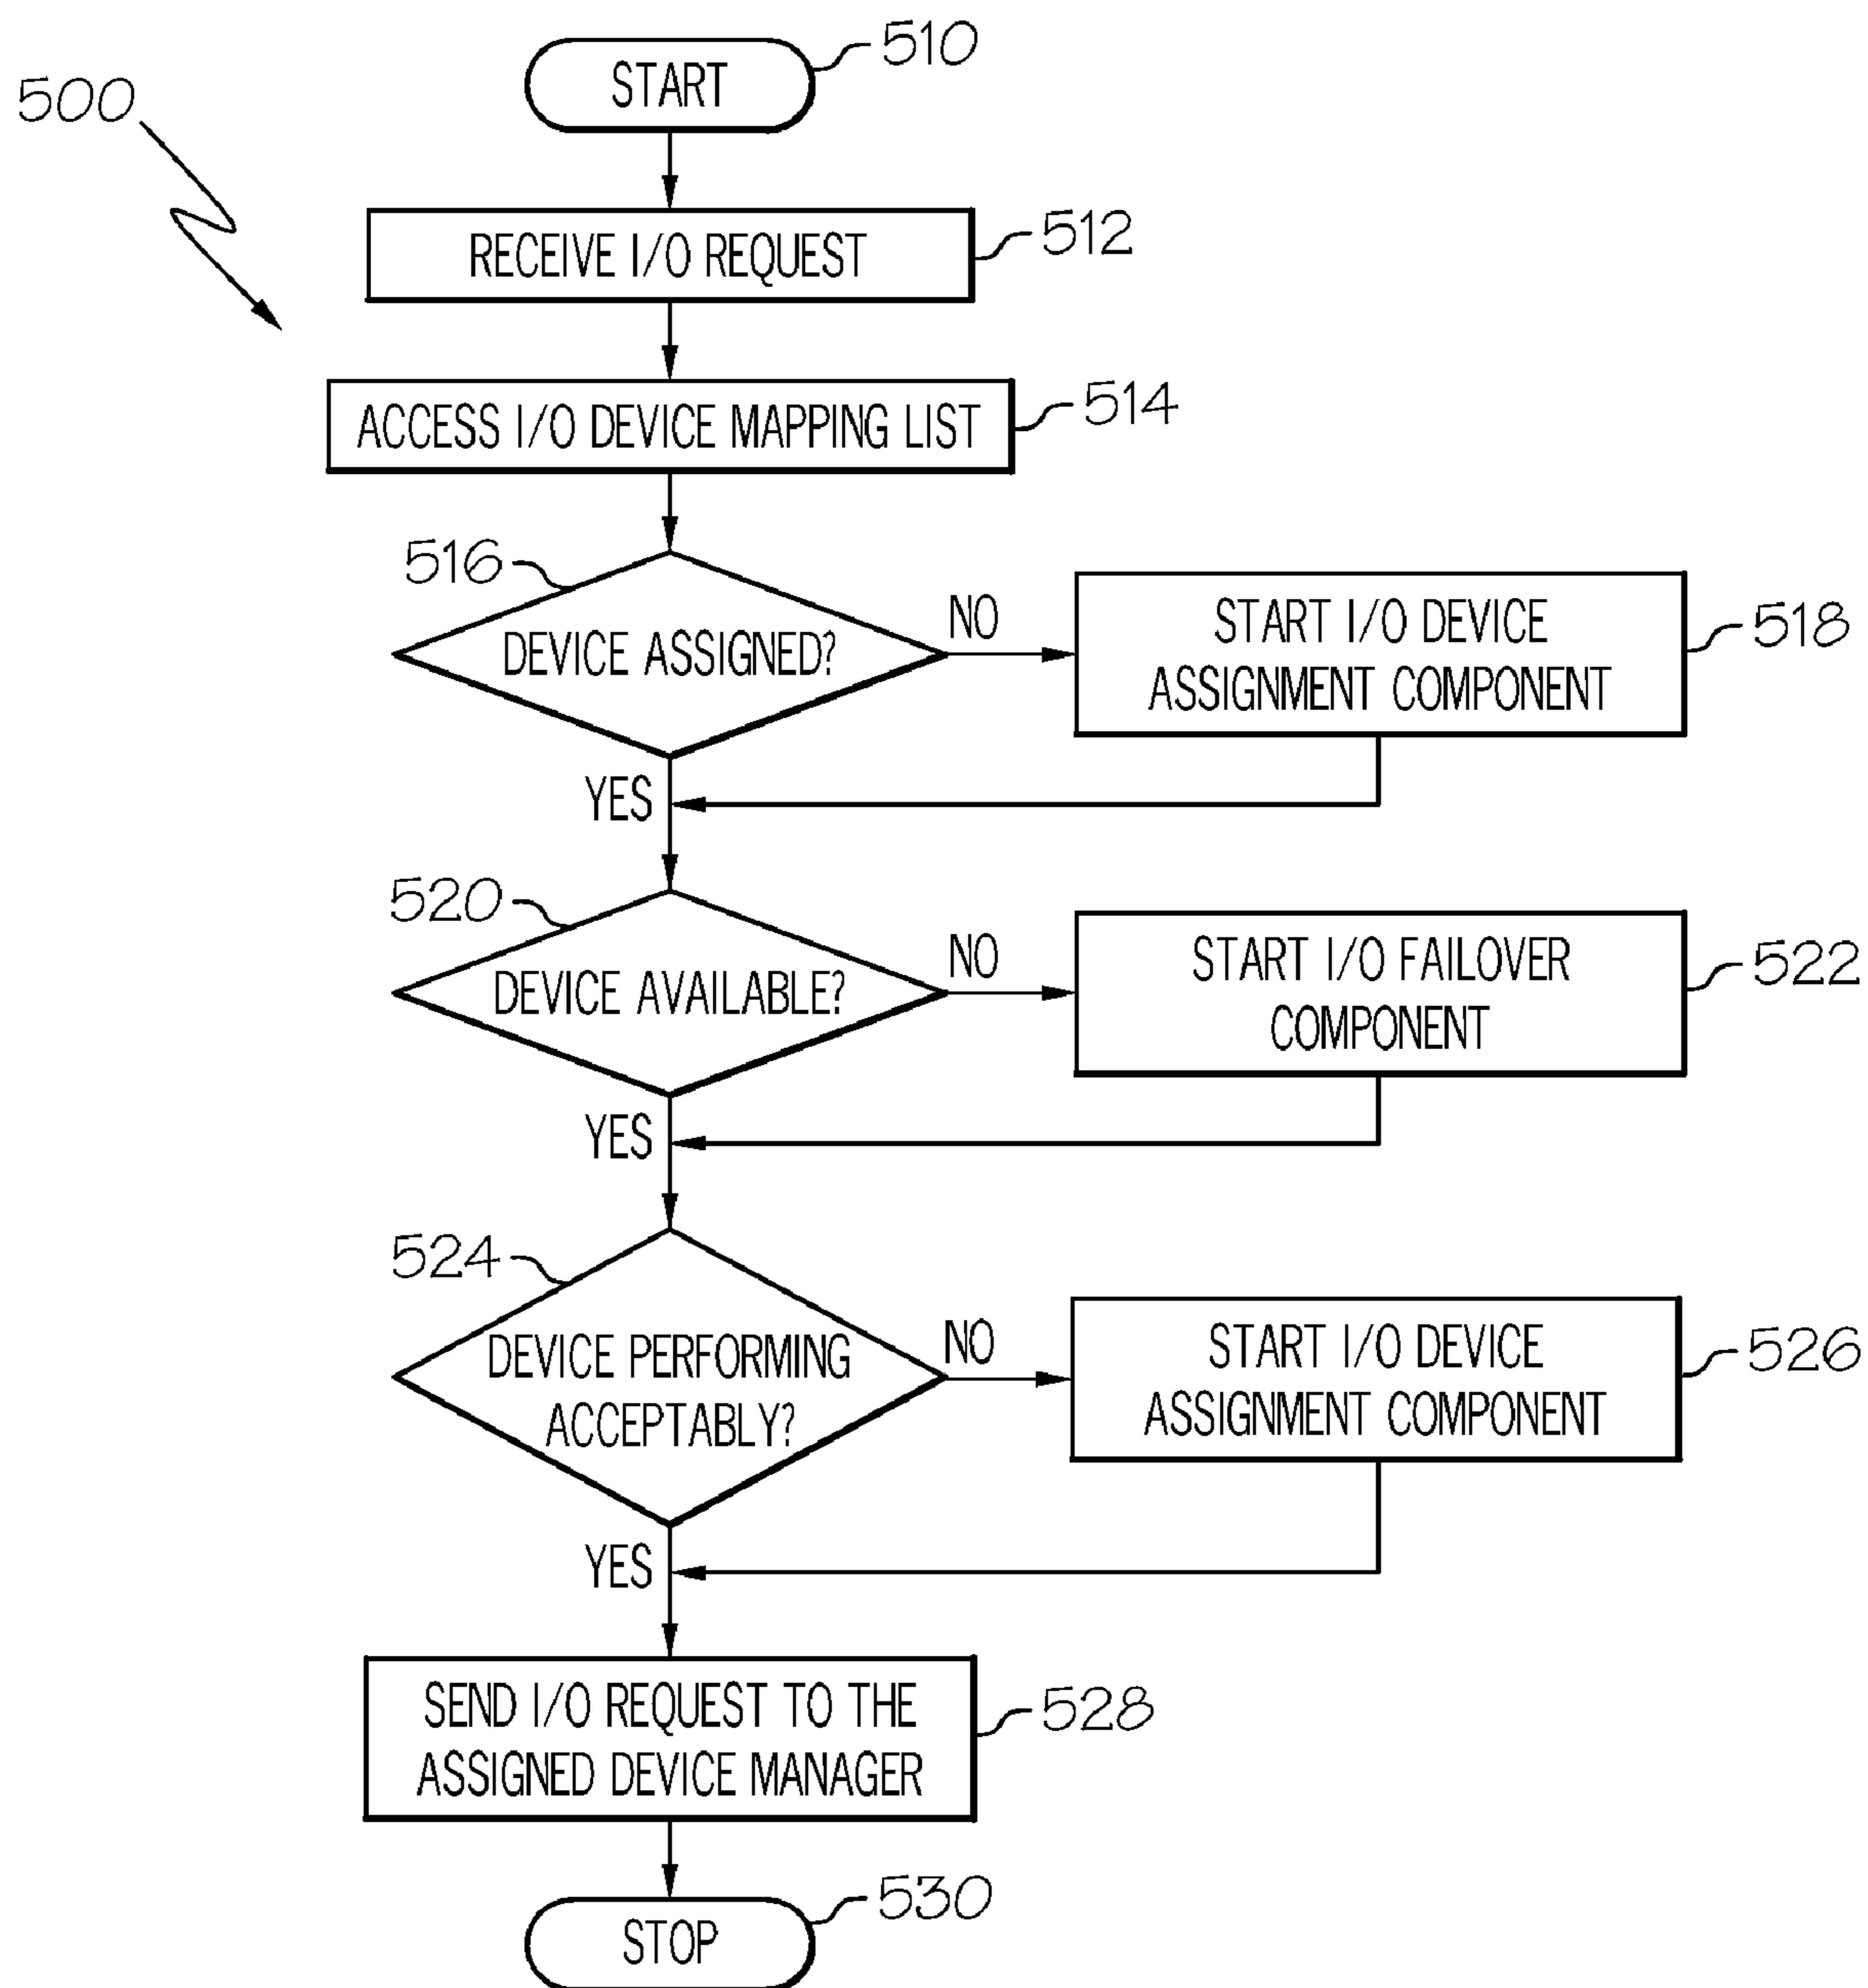 510
START
500
RECEIVE I/O REQUEST
512
ACCESS I/O DEVICE MAPPING LIST
514
516
DEVICE ASSIGNED?
NO
START I/O DEVICE
ASSIGNMENT COMPONENT
518
YES
520
DEVICE AVAILABLE?
NO
START I/O FAILOVER
COMPONENT
522
YES
524
DEVICE PERFORMING
ACCEPTABLY?
NO
START I/O DEVICE
ASSIGNMENT COMPONENT
526
YES
SEND I/O REQUEST TO THE
ASSIGNED DEVICE MANAGER
528
STOP
530